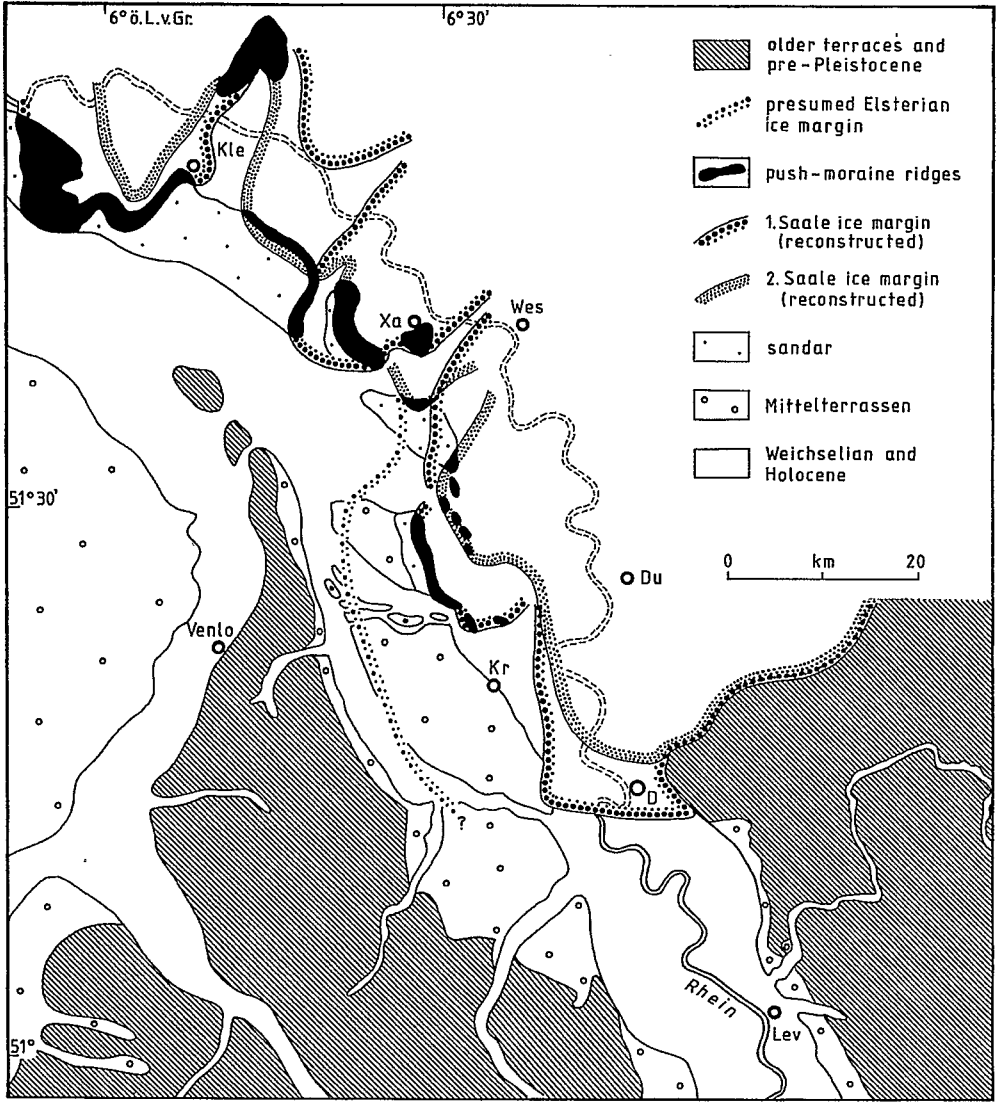 6° ö.L.v.Gr.
6° 30'
older terraces and
pre-Pleistocene
presumed Elsterian
ice margin
push-moraine ridges
1. Saale ice margin
(reconstructed)
2. Saale ice margin
(reconstructed)
sandar
Mittelterrassen
Weichselian and
Holocene
0 km 20
Kle
Xa
Wes
51° 30'
Du
Venlo
Kr
D
?
Rhein
Lev
51°